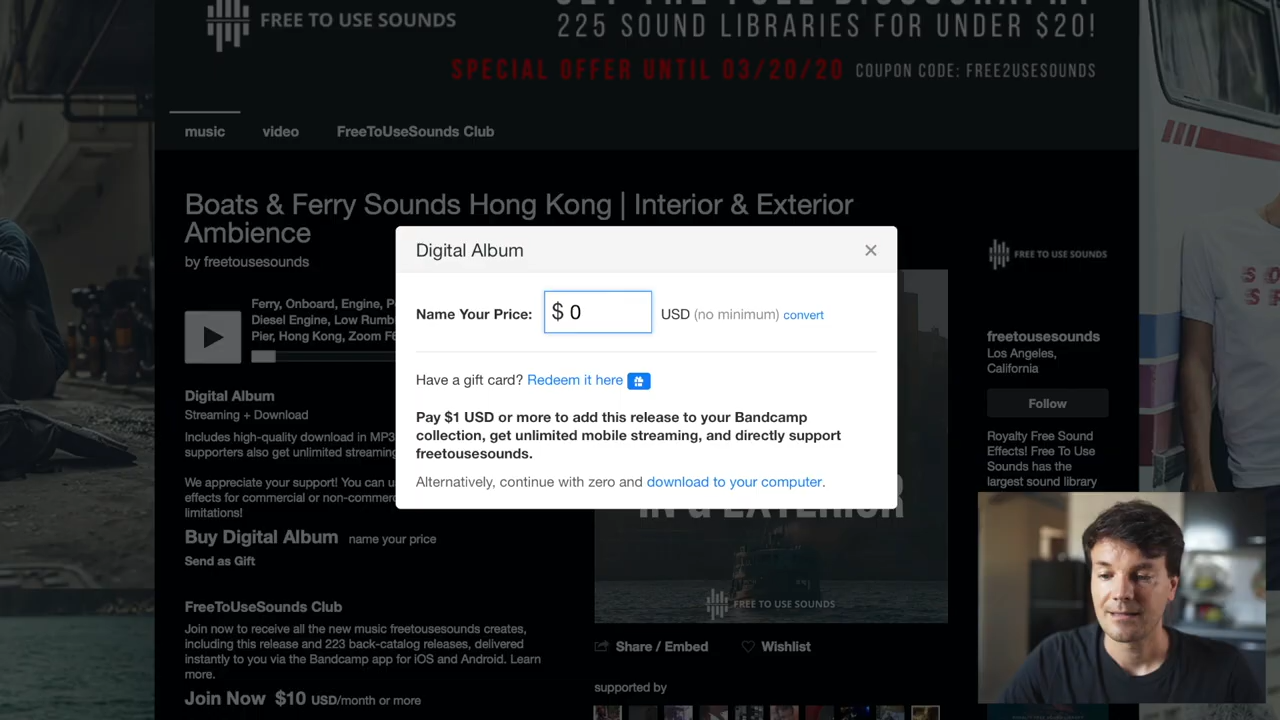 FREE TO USE SOUNDS
225 SOUND LIBRARIES FOR UNDER $20!
SPECIAL OFFER UNTIL 03/20/20 COUPON CODE: FREE2USESOUNDS
music video FreeToUseSounds Club
Boats & Ferry Sounds Hong Kong | Interior & Exterior
Ambience
by freetousesounds
Ferry, Onboard, Engine,
Diesel Engine, Low
Pier, Hong Kong, Zoom
Digital Album
Streaming + Download
Includes high-quality download in MP3
supporters also get unlimited
We appreciate your support! You can
effects for commercial or
limitations!
Buy Digital Album name your price
Send as Gift
FreeToUseSounds Club
Join now to receive all the new music freetousesounds creates,
including this release and 223 back-catalog releases, delivered
instantly to you via the Bandcamp app for iOS and Android. Learn
more.
Join Now $10 USD/month or more
Digital Album ×
Name Your Price: $ 0 USD (no minimum) convert
Have a gift card? Redeem it here
Pay $1 USD or more to add this release to your Bandcamp
collection, get unlimited mobile streaming, and directly support
freetousesounds.
Alternatively, continue with zero and download to your computer.
FREE TO USE SOUNDS
Share / Embed Wishlist
supported by
FREE TO USE SOUNDS
freetousesounds
Los Angeles,
California
Follow
Royalty Free Sound
Effects! Free To Use
Sounds has the
largest sound library